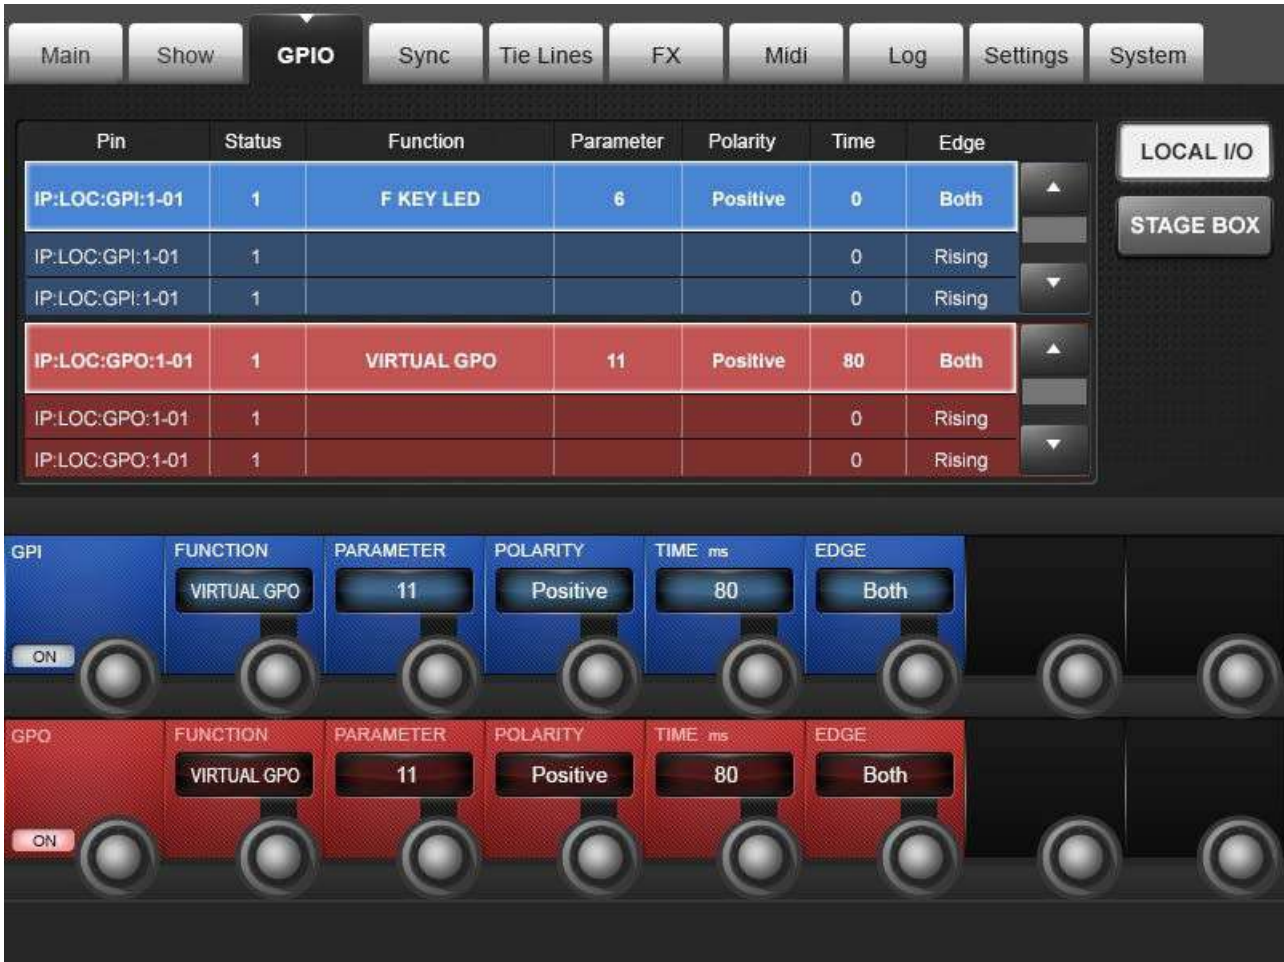 Main Show GPIO Sync Tie Lines FX Midi Log Settings System
Pin Status Function Parameter Polarity Time Edge
LOCAL I/O
IP:LOC:GPI:1-01 1 F KEY LED 6 Positive 0 Both
STAGE BOX
IP:LOC:GPI:1-01 1 0 Rising
IP:LOC:GPI:1-01 1 0 Rising
IP:LOC:GPO:1-01 1 VIRTUAL GPO 11 Positive 80 Both
IP:LOC:GPO:1-01 1 0 Rising
IP:LOC:GPO:1-01 1 0 Rising
GPI FUNCTION PARAMETER POLARITY TIME ms EDGE
VIRTUAL GPO 11 Positive 80 Both
ON
GPO FUNCTION PARAMETER POLARITY TIME ms EDGE
VIRTUAL GPO 11 Positive 80 Both
ON